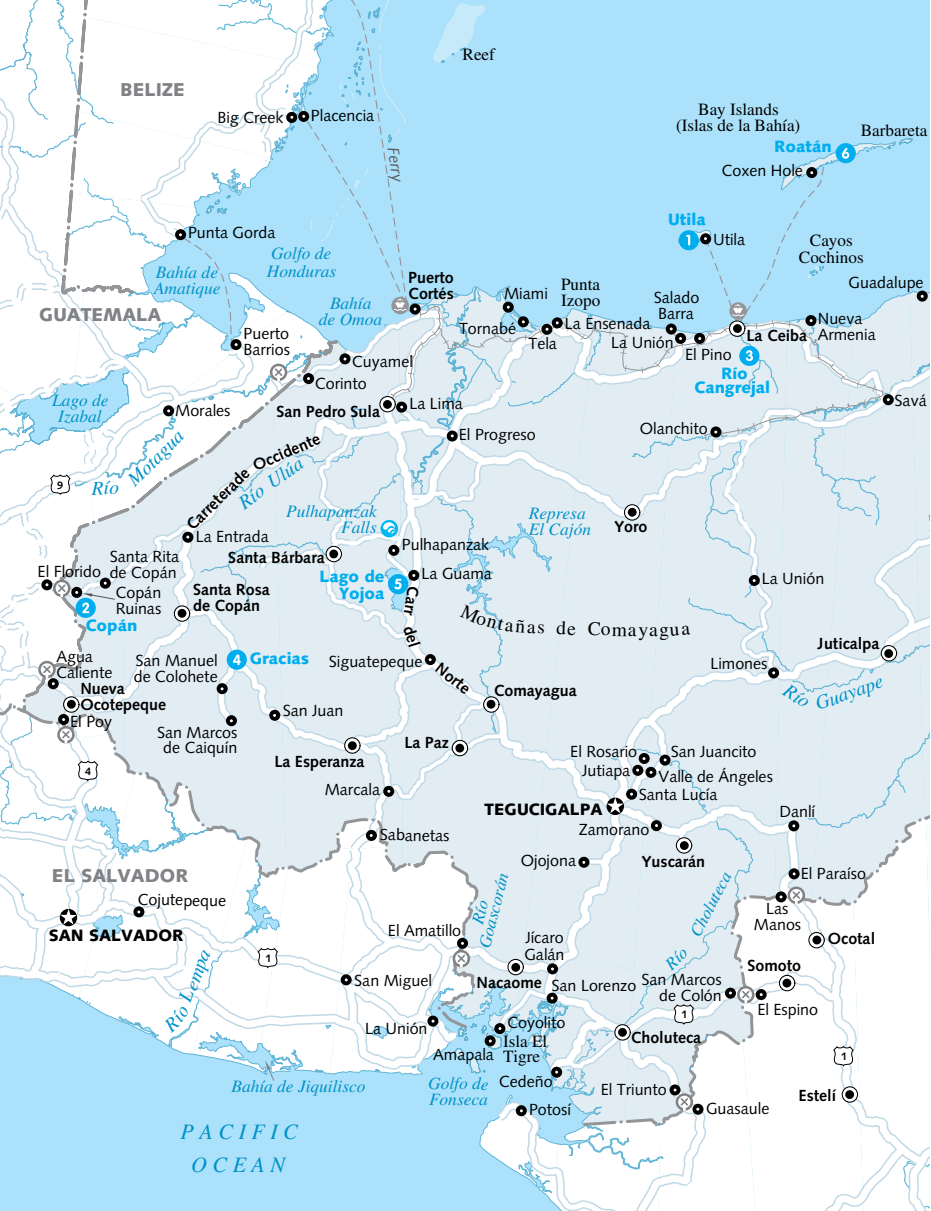 Reef
BELIZE
Big Creek
Placencia
Ferry
Bay Islands
(Islas de la Bahía)
Barbareta
Roatán
6
Coxen Hole
Utila
1
Utila
Punta Gorda
Golfo de
Honduras
Cayos
Cochinos
Bahía de
Amatique
Guadalupe
Puerto
Cortés
Miami
Punta
Izopo
Salado
Barra
Bahía
de Omoa
GUATEMALA
Tornabé
Tela
La Ensenada
La Unión
El Pino
La Ceiba
Nueva
Armenia
Puerto
Barrios
Cuyamel
Corinto
3
Río
Cangrejal
Lago de
Izabal
Morales
San Pedro Sula
La Lima
Savá
Olanchito
El Progreso
Río Motagua
Carreterade Occidente
Río Ulúa
9
Pulhapanzak
Falls
Represa
El Cajón
Yoro
La Entrada
Santa Bárbara
Pulhapanzak
Santa Rita
de Copán
El Florido
Copán
Ruinas
2
Copán
Santa Rosa
de Copán
Lago de
Yojoa
5
La Guama
La Unión
Carr del Norte
Montañas de Comayagua
Juticalpa
Agua
Caliente
San Manuel
de Colohete
4
Gracias
Siguatepeque
Limones
Río Guayape
Nueva
Ocotepeque
El Poy
Comayagua
San Juan
San Marcos
de Caiquín
La Esperanza
La Paz
4
El Rosario
San Juancito
Jutiapa
Valle de Ángeles
Marcala
Santa Lucía
TEGUCIGALPA
Danlí
Zamorano
Sabanetas
Yuscarán
Ojojona
EL SALVADOR
El Paraíso
Cojutepeque
Las
Manos
SAN SALVADOR
Río
Goascorán
Río Choluteca
El Amatillo
Jícaro
Galán
Ocotal
1
Río Lempa
San Miguel
Nacaome
San Lorenzo
San Marcos
de Colón
Somoto
El Espino
1
La Unión
Coyolito
Isla El
Tigre
Amapala
Choluteca
1
Bahía de Jiquilisco
Golfo de
Fonseca
Cedeño
El Triunto
Estelí
Potosí
Guasaule
PACIFIC
OCEAN